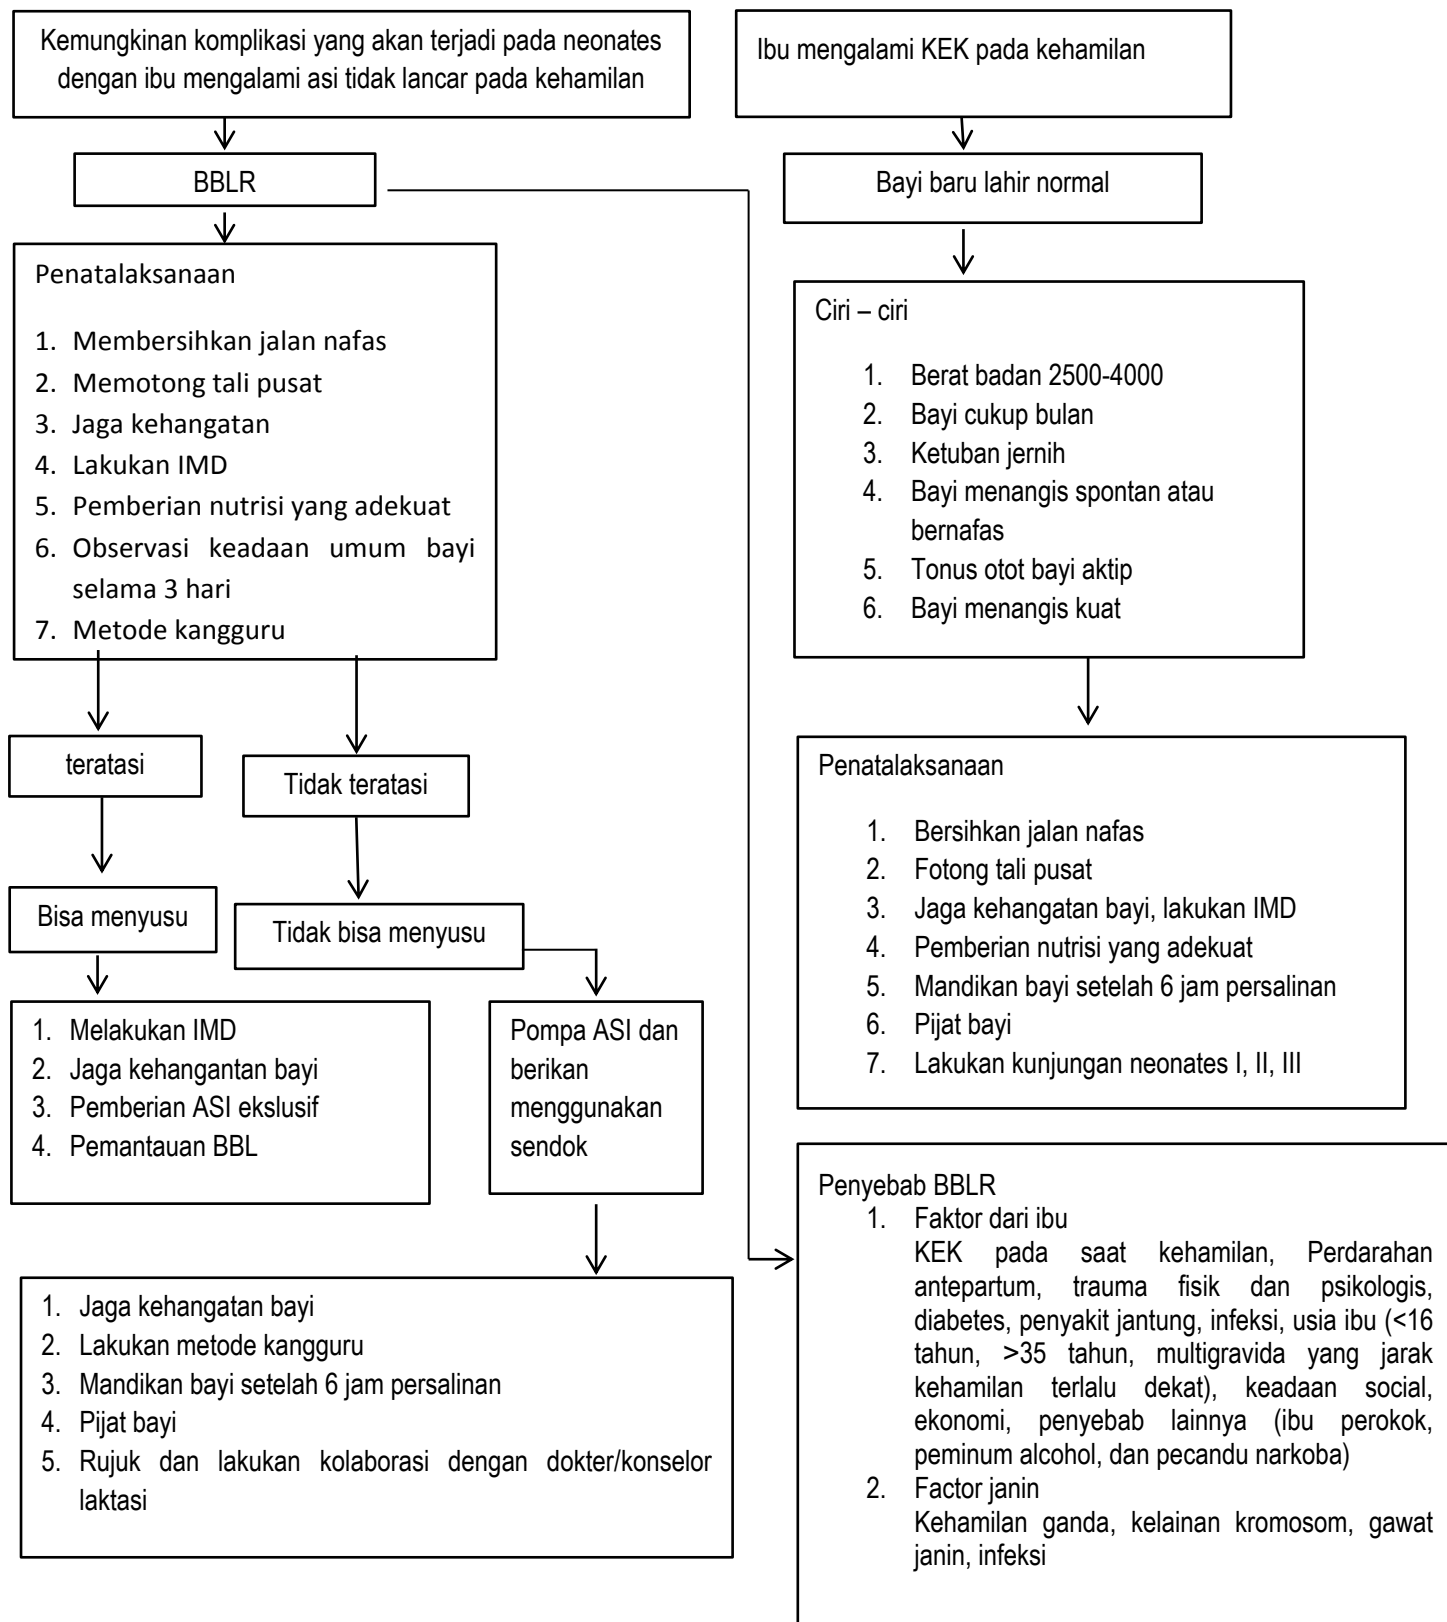 Kemungkinan komplikasi yang akan terjadi pada neonates
dengan ibu mengalami asi tidak lancar pada kehamilan
BBLR
Penatalaksanaan
1. Membersihkan jalan nafas
2. Memotong tali pusat
3. Jaga kehangatan
4. Lakukan IMD
5. Pemberian nutrisi yang adekuat
6. Observasi keadaan umum bayi
selama 3 hari
7. Metode kangguru
teratasi
Tidak teratasi
Bisa menyusu
Tidak bisa menyusu
1. Melakukan IMD
2. Jaga kehangantan bayi
3. Pemberian ASI ekslusif
4. Pemantauan BBL
Pompa ASI dan
berikan
menggunakan
sendok
1. Jaga kehangatan bayi
2. Lakukan metode kangguru
3. Mandikan bayi setelah 6 jam persalinan
4. Pijat bayi
5. Rujuk dan lakukan kolaborasi dengan dokter/konselor
laktasi
Ibu mengalami KEK pada kehamilan
Bayi baru lahir normal
Ciri – ciri
1. Berat badan 2500-4000
2. Bayi cukup bulan
3. Ketuban jernih
4. Bayi menangis spontan atau
bernafas
5. Tonus otot bayi aktip
6. Bayi menangis kuat
Penatalaksanaan
1. Bersihkan jalan nafas
2. Fotong tali pusat
3. Jaga kehangatan bayi, lakukan IMD
4. Pemberian nutrisi yang adekuat
5. Mandikan bayi setelah 6 jam persalinan
6. Pijat bayi
7. Lakukan kunjungan neonates I, II, III
Penyebab BBLR
1. Faktor dari ibu
KEK pada saat kehamilan, Perdarahan
antepartum, trauma fisik dan psikologis,
diabetes, penyakit jantung, infeksi, usia ibu (<16
tahun, >35 tahun, multigravida yang jarak
kehamilan terlalu dekat), keadaan social,
ekonomi, penyebab lainnya (ibu perokok,
peminum alcohol, dan pecandu narkoba)
2. Factor janin
Kehamilan ganda, kelainan kromosom, gawat
janin, infeksi